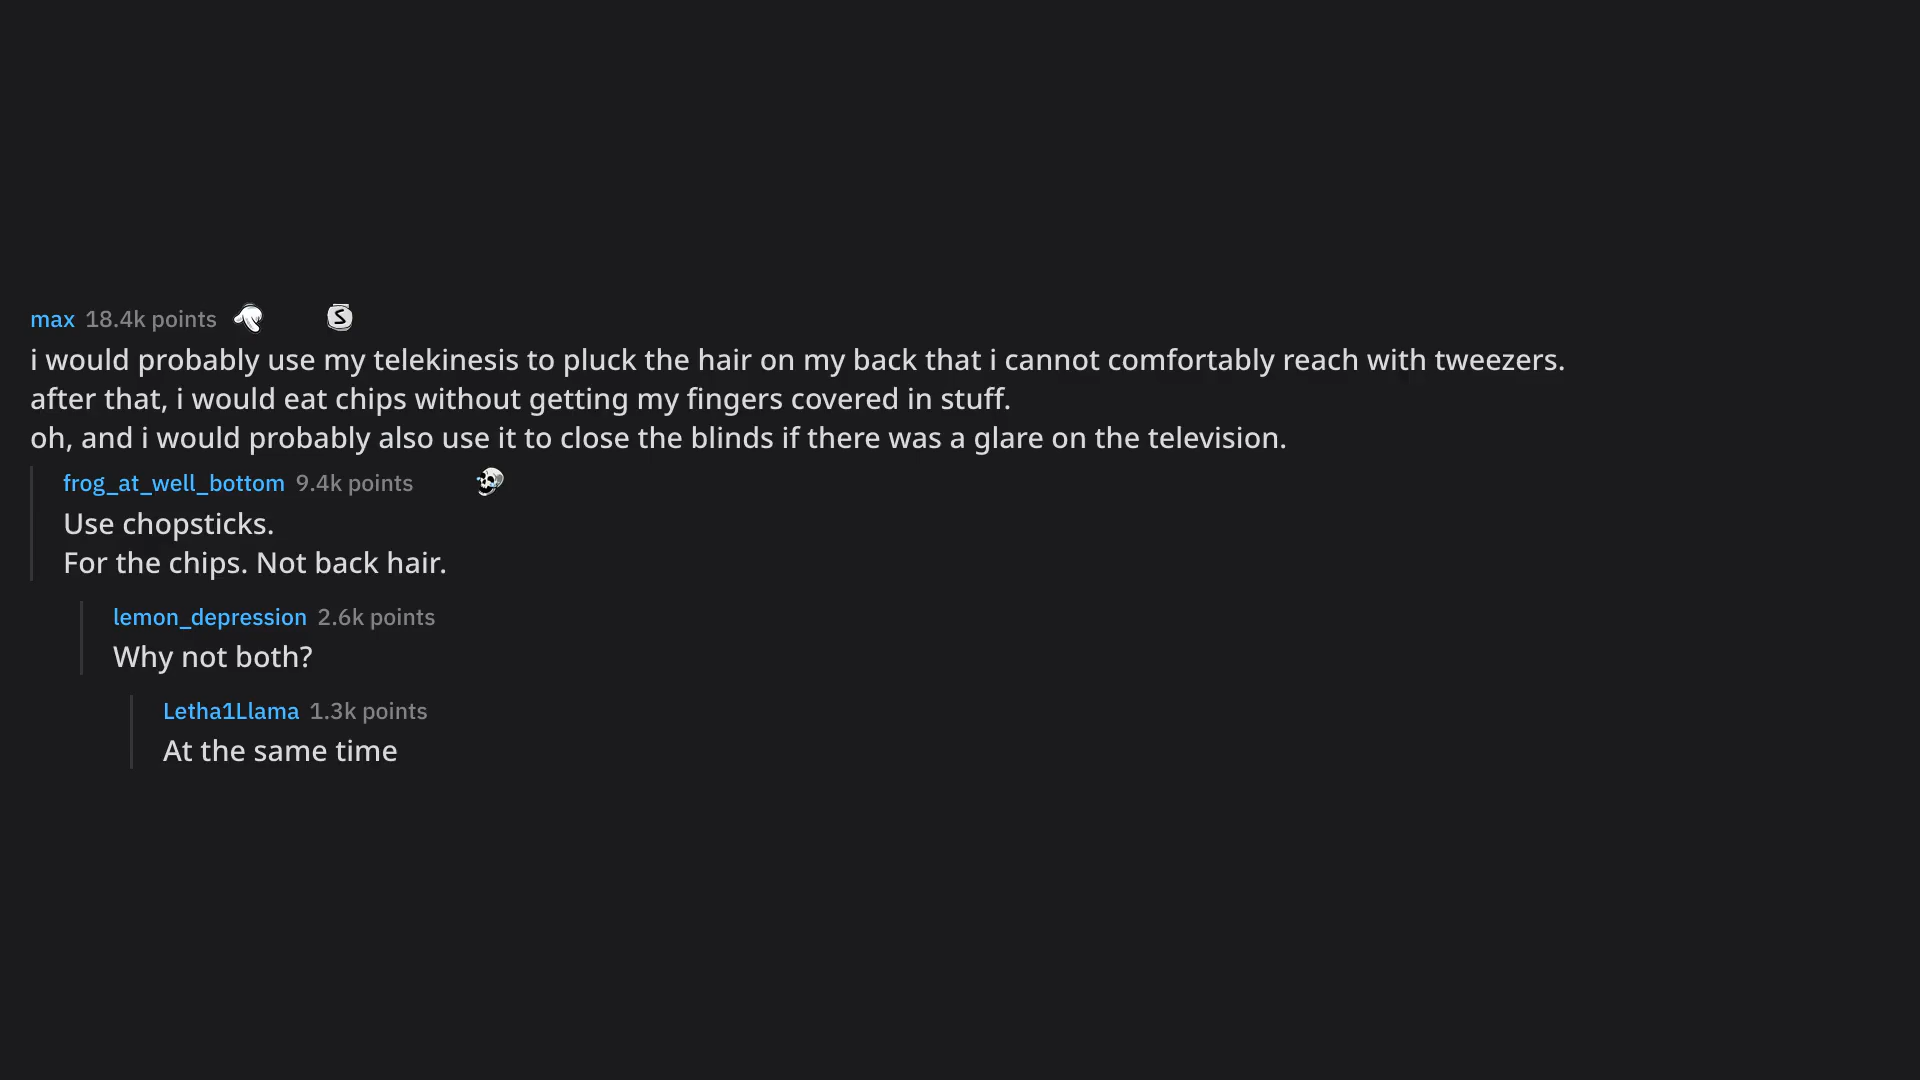 max 18.4k points
i would probably use my telekinesis to pluck the hair on my back that i cannot comfortably reach with tweezers.
after that, i would eat chips without getting my fingers covered in stuff.
oh, and i would probably also use it to close the blinds if there was a glare on the television.
frog_at_well_bottom 9.4k points
Use chopsticks.
For the chips. Not back hair.
lemon_depression 2.6k points
Why not both?
Letha1Llama 1.3k points
At the same time